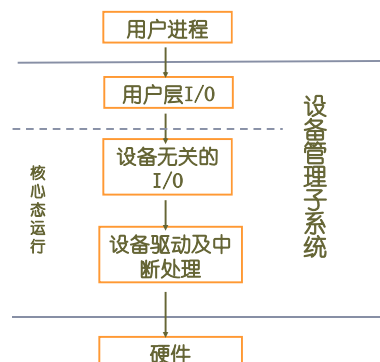 用户进程
用户层I/O
设备无关的
I/O
设备驱动及中
断处理
硬件
核心态运行
设备管理子系统